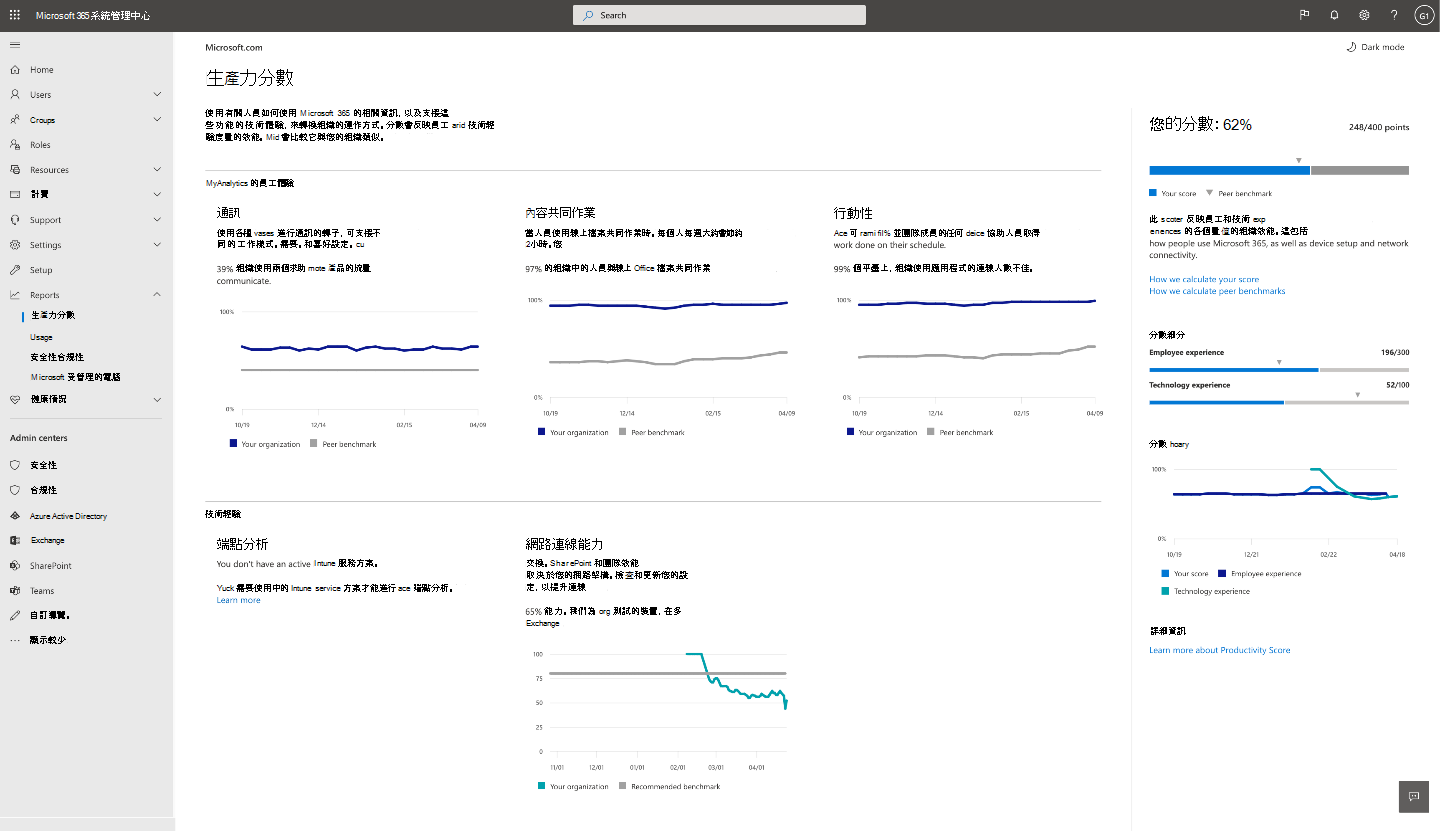 Microsoft 365系統管理中心
Search
G1
Home
Users
Croups
Roles
Resources
計費
Support
Settings
Setup
Reports
生產力分數
Usage
安全性合規性
Microsoft 受管理的電腦
健康情況
Admin centers
安全性
合規性
Azure Active Directory
Exchange
SharePoint
Teams
自訂導覽。
顯示較少
Microsoft.com
Dark mode
生產力分數
使用有關人員如何使用 Microsoft 365 的相關資訊，以及支援這
些功能的技術體驗，來轉換組織的運作方式。分數會反映員工 arid 技術經
驗度量的效能。Mid 會比較它與您的組織類似。
MyAnalytics 的員工體驗
通訊
使用各種 vases 進行通訊的轉子，可支援不
同的工作樣式。需要。和喜好設定。cu
39% 組織使用兩個求助 mote 產品的流量
communicate.
100%
0%
10/19
12/14
02/15
04/09
Your organization
Peer benchmark
內容共同作業
當人員使用線上檔案共同作業時。每個人每週大約會節約
2小時。您
97% 的組織中的人員與線上 Office 檔案共同作業
100%
0%
10/19
12/14
02/15
04/09
Your organization
Peer benchmark
行動性
Ace 可 rami fil% 並團隊成員的任何 deice 協助人員取得
work done on their schedule.
99% 個平臺上，組織使用應用程式的連線人數不佳。
100%
0%
10/19
12/14
02/15
04/09
Your organization
Peer benchmark
技術經驗
端點分析
You don't have an active Intune 服務方案。
Yuck 需要使用中的 Intune service 方案才能進行 ace 端點分析。
Learn more
網路連線能力
交換。SharePoint 和團隊效能
取決於您的網路架構。檢查和更新您的設
定，以提升連線
65% 能力。我們為 org 測試的裝置，在多
Exchange
100
75
50
25
0
11/01
12/01
01/01
02/01
03/01
04/01
Your organization
Recommended benchmark
您的分數：62%
248/400 points
Your score
Peer benchmark
此 scoter 反映員工和技術 exp
enences 的各個量值的組織效能。這包括
how people use Microsoft 365, as well as device setup and network
connectivity.
How we calculate your score
How we calculate peer benchmarks
分數細分
Employee experience
196/300
Technology experience
52/100
分數 hoary
100%
0%
10/19
12/21
02/22
04/18
Your score
Employee experience
Technology experience
詳細資訊
Learn more about Productivity Score